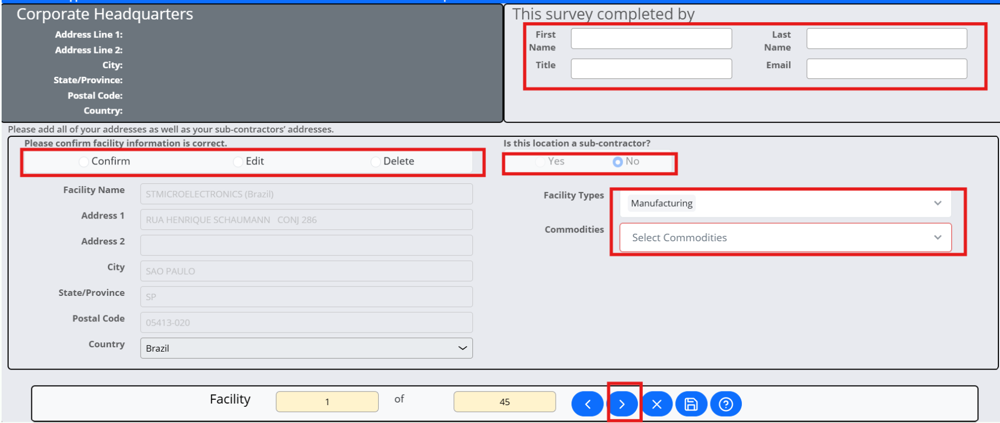 Corporate Headquarters
Address Line 1:
Address Line 2:
City:
State/Province:
Postal Code:
Country:
This survey completed by
First Name
Last Name
Title
Email
Please add all of your addresses as well as your sub-contractors’ addresses.
Please confirm facility information is correct.
Confirm Edit Delete
Is this location a sub-contractor?
Yes No
Facility Name STMICROELECTRONICS (Brazil)
Address 1 RUA HENRIQUE SCHAUMANN CONJ 286
Address 2
City SAO PAULO
State/Province SP
Postal Code 05413-020
Country Brazil
Facility Types Manufacturing
Commodities Select Commodities
Facility 1 of 45